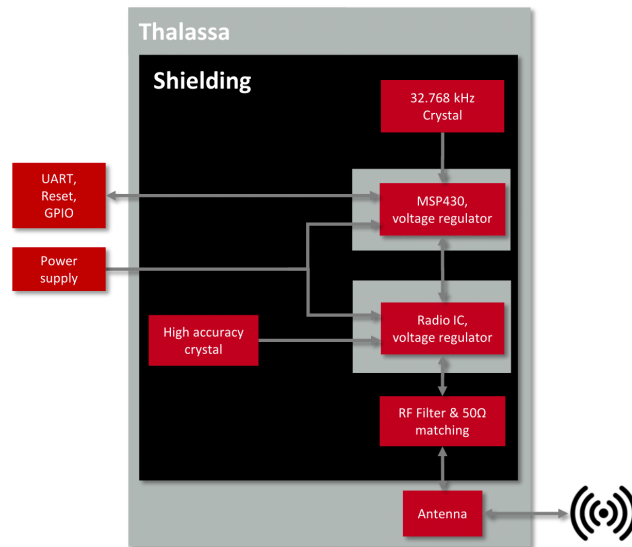 Thalassa
Shielding
32.768 kHz
Crystal
UART,
Reset,
GPIO
MSP430,
voltage regulator
Power
supply
High accuracy
crystal
Radio IC,
voltage regulator
RF Filter & 50Ω
matching
Antenna